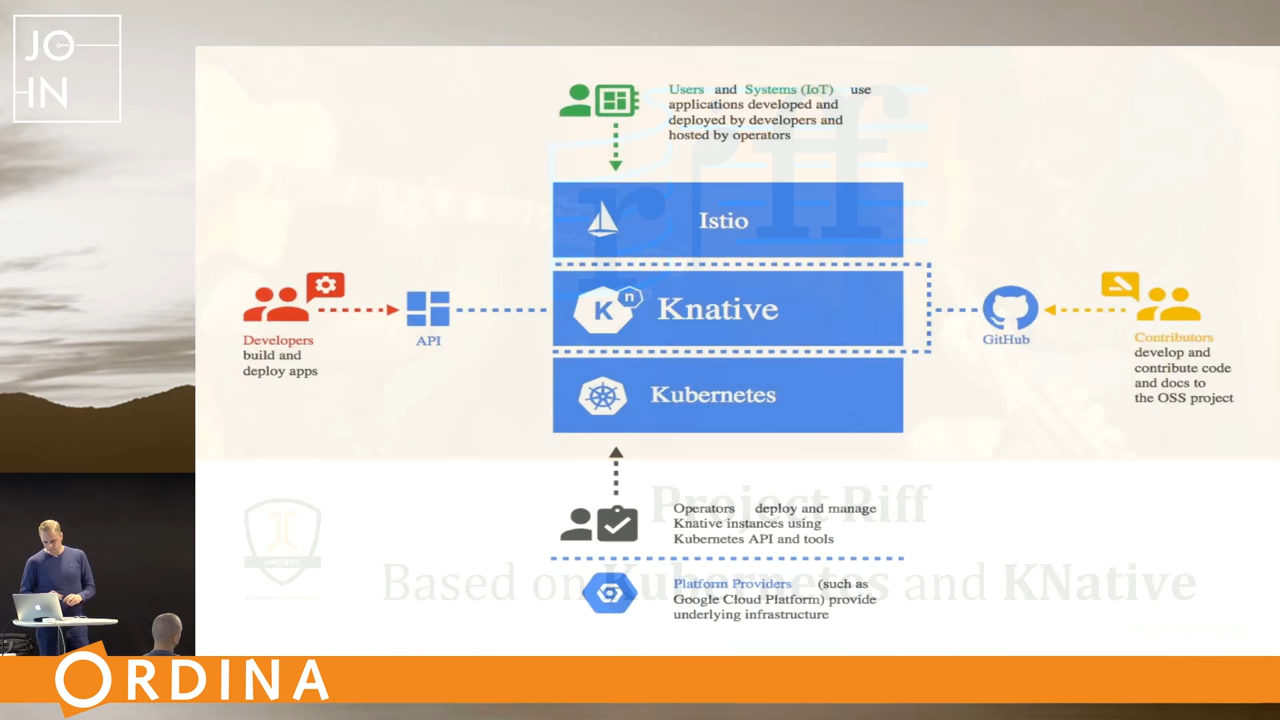 JO
IN
Users and Systems (IoT) use
applications developed and
deployed by developers and
hosted by operators
riff
Istio
Knative
K
n
Kubernetes
Developers
build and
deploy apps
API
GitHub
Contributors
develop and
contribute code
and docs to
the OSS project
Project Riff
Operators deploy and manage
Knative instances using
Kubernetes API and tools
Based on Kubernetes and KNative
Platform Providers (such as
Google Cloud Platform) provide
underlying infrastructure
ORDINA